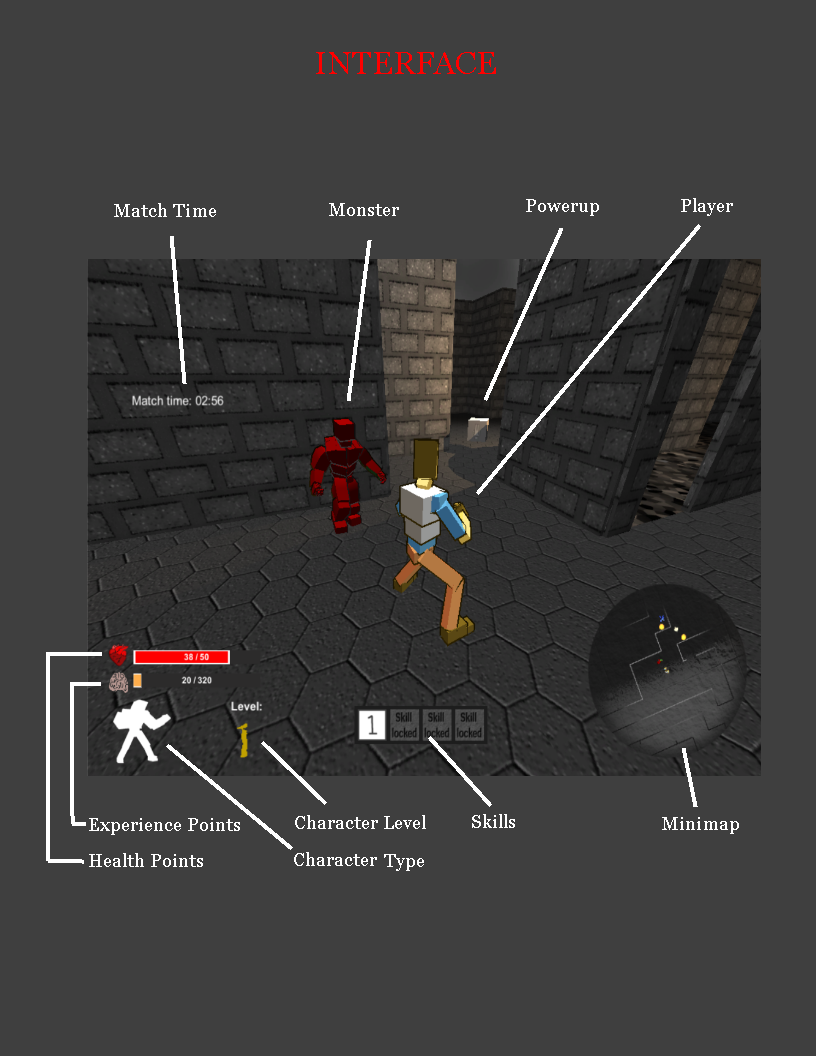 INTERFACE
Match Time
Monster
Powerup
Player
Match time: 02:56
38 / 50
20 / 320
Level:
1
Skill locked
Skill locked
Skill locked
Experience Points
Character Level
Skills
Minimap
Health Points
Character Type